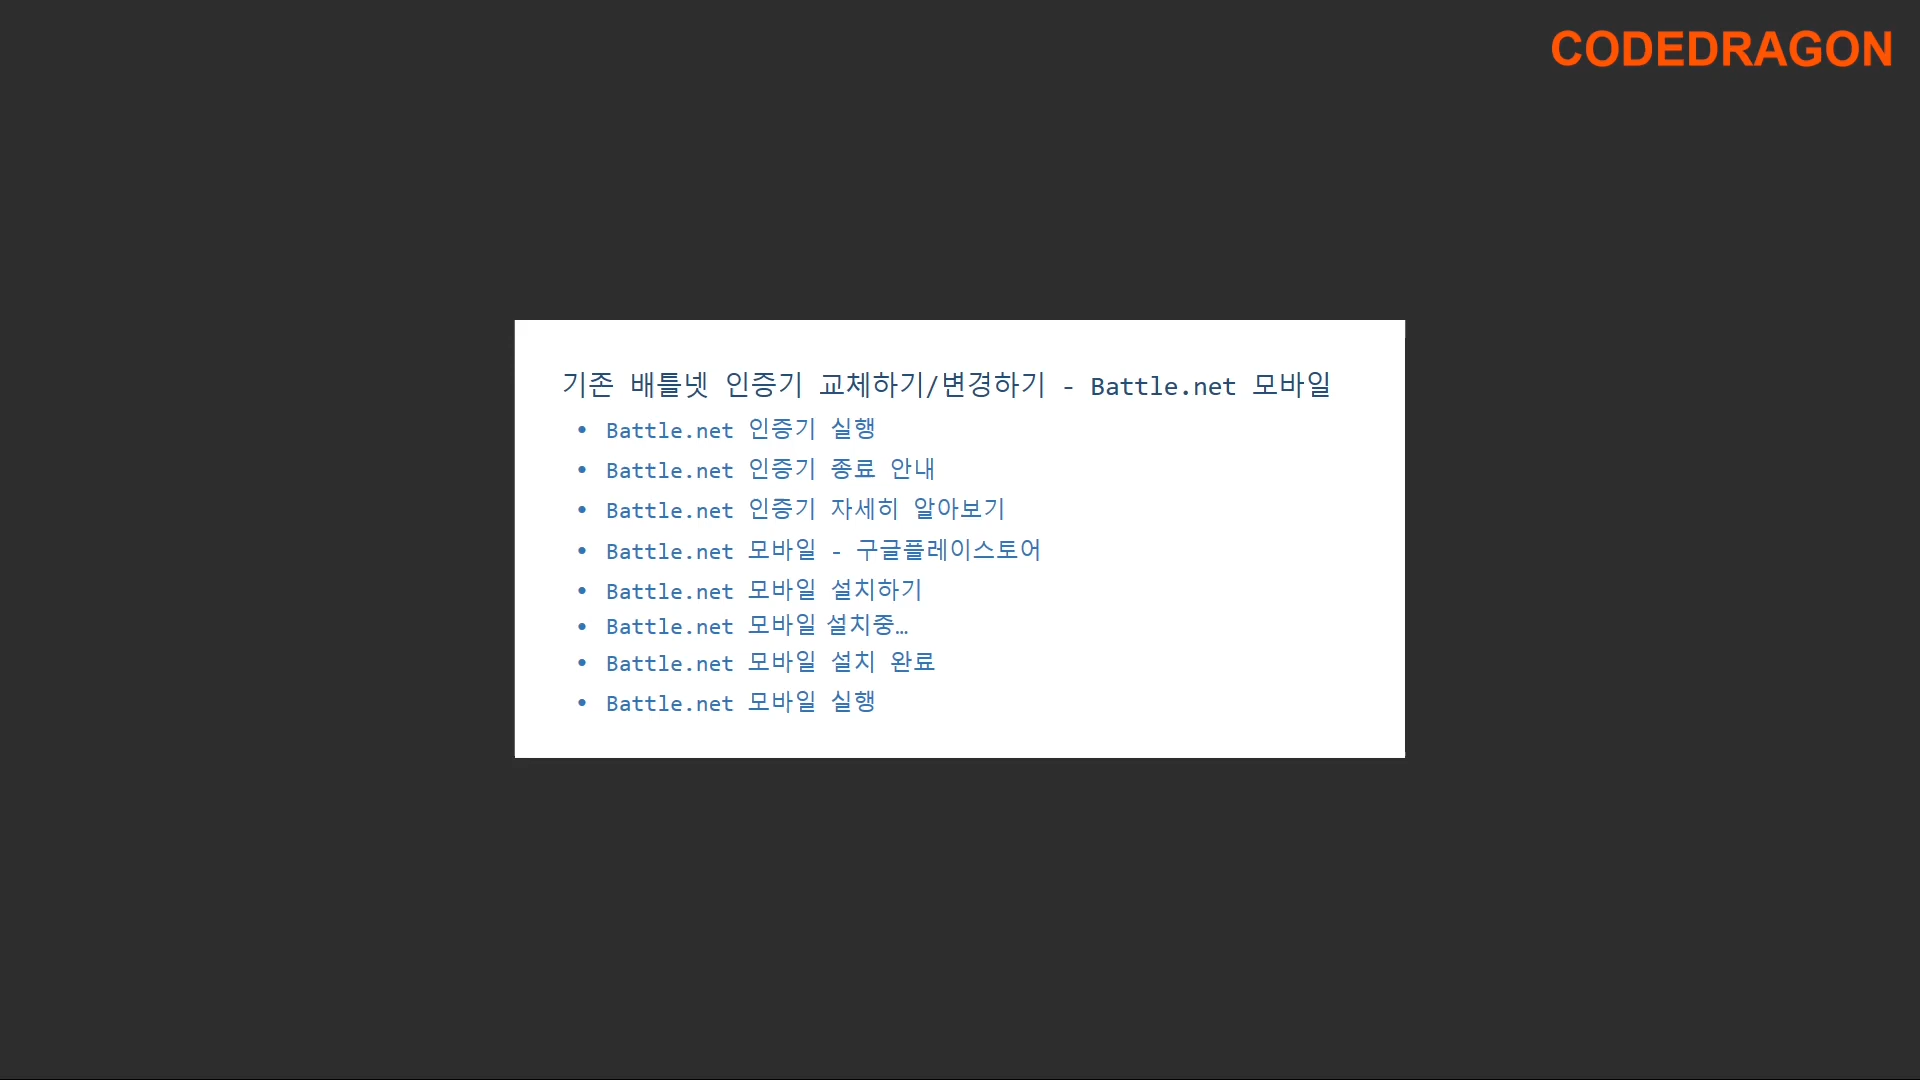 CODEDRAGON
기존 배틀넷 인증기 교체하기/변경하기 - Battle.net 모바일
• Battle.net 인증기 실행
• Battle.net 인증기 종료 안내
• Battle.net 인증기 자세히 알아보기
• Battle.net 모바일 - 구글플레이스토어
• Battle.net 모바일 설치하기
• Battle.net 모바일 설치중…
• Battle.net 모바일 설치 완료
• Battle.net 모바일 실행